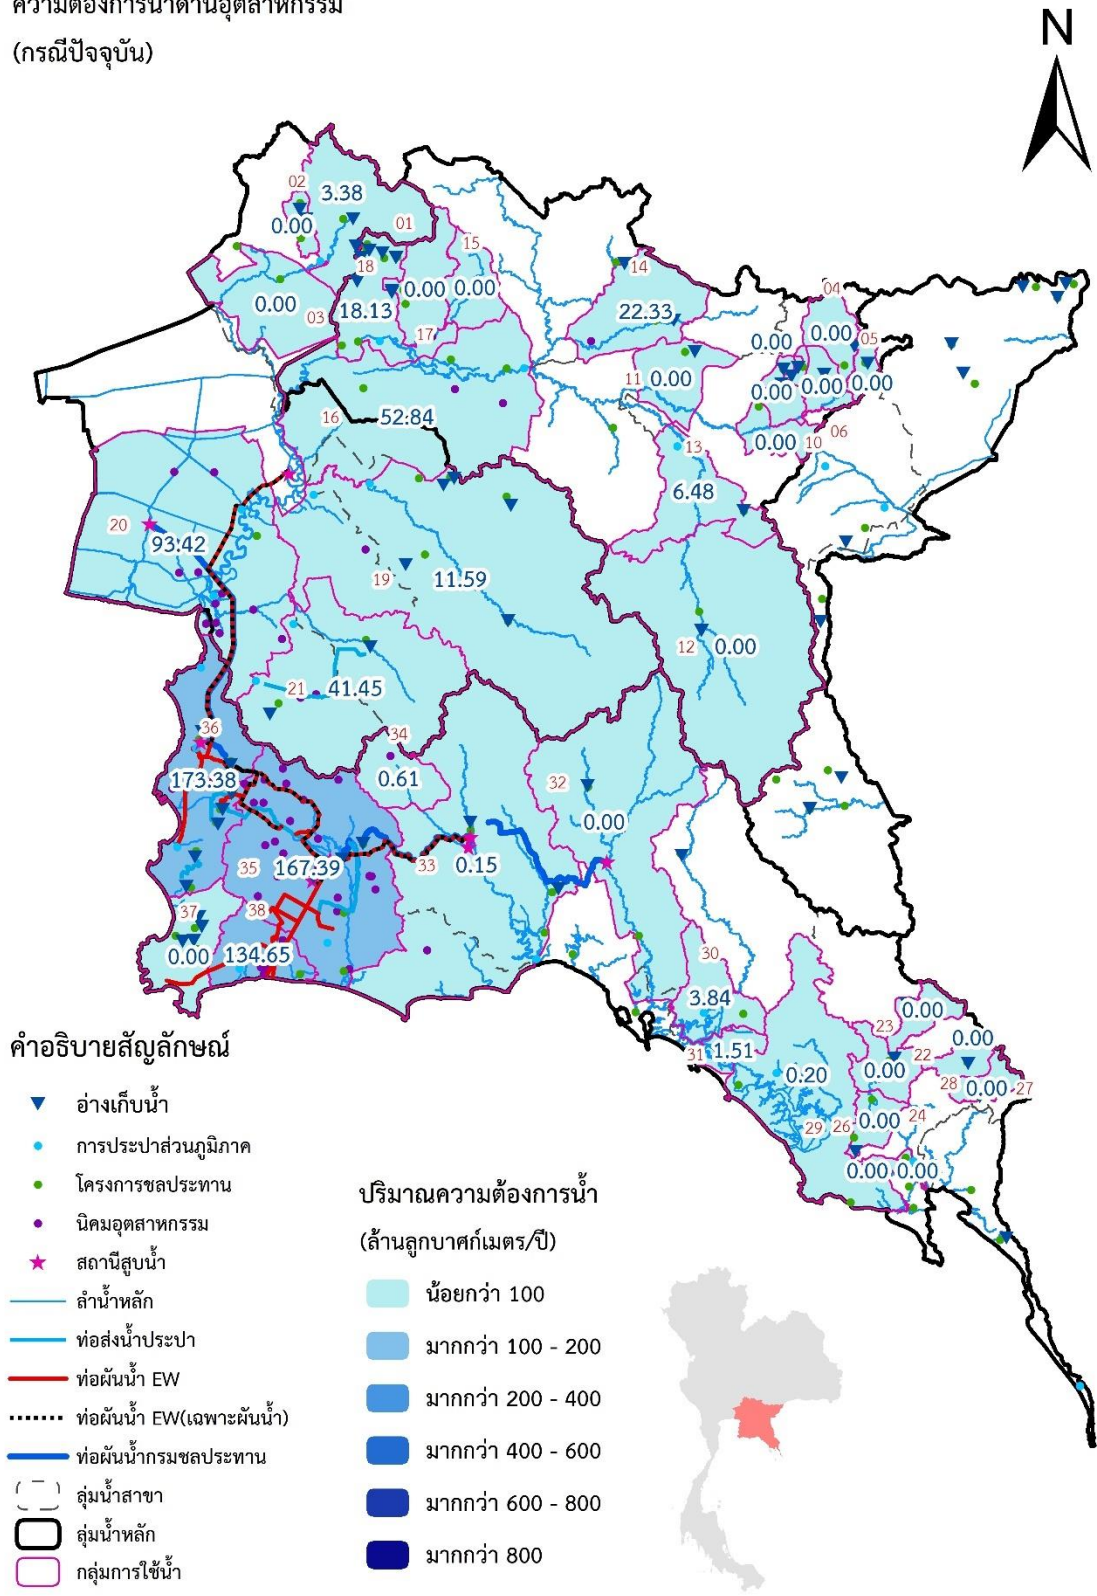 ความต้องการน้ำด้านอุตสาหกรรม
(กรณีปัจจุบัน)
N
02
3.38
0.00
01
15
18
0.00
0.00
14
0.00
03
18.13
17
22.33
04
0.00
0.00
05
11
0.00
0.00
0.00
0.00
16
52.84
13
0.00
10
06
6.48
20
93.42
19
11.59
12
0.00
21
41.45
36
34
173.38
0.61
32
0.00
35
167.39
33
0.15
37
38
0.00
134.65
30
3.84
0.00
23
31
1.51
0.00
22
0.00
0.20
28
0.00
27
29
26
0.00
24
0.00
0.00
คำอธิบายสัญลักษณ์
อ่างเก็บน้ำ
การประปาส่วนภูมิภาค
โครงการชลประทาน
นิคมอุตสาหกรรม
สถานีสูบน้ำ
ลำน้ำหลัก
ท่อส่งน้ำประปา
ท่อผันน้ำ EW
ท่อผันน้ำ EW(เฉพาะผันน้ำ)
ท่อผันน้ำกรมชลประทาน
ลุ่มน้ำสาขา
ลุ่มน้ำหลัก
กลุ่มการใช้น้ำ
ปริมาณความต้องการน้ำ
(ล้านลูกบาศก์เมตร/ปี)
น้อยกว่า 100
มากกว่า 100 - 200
มากกว่า 200 - 400
มากกว่า 400 - 600
มากกว่า 600 - 800
มากกว่า 800